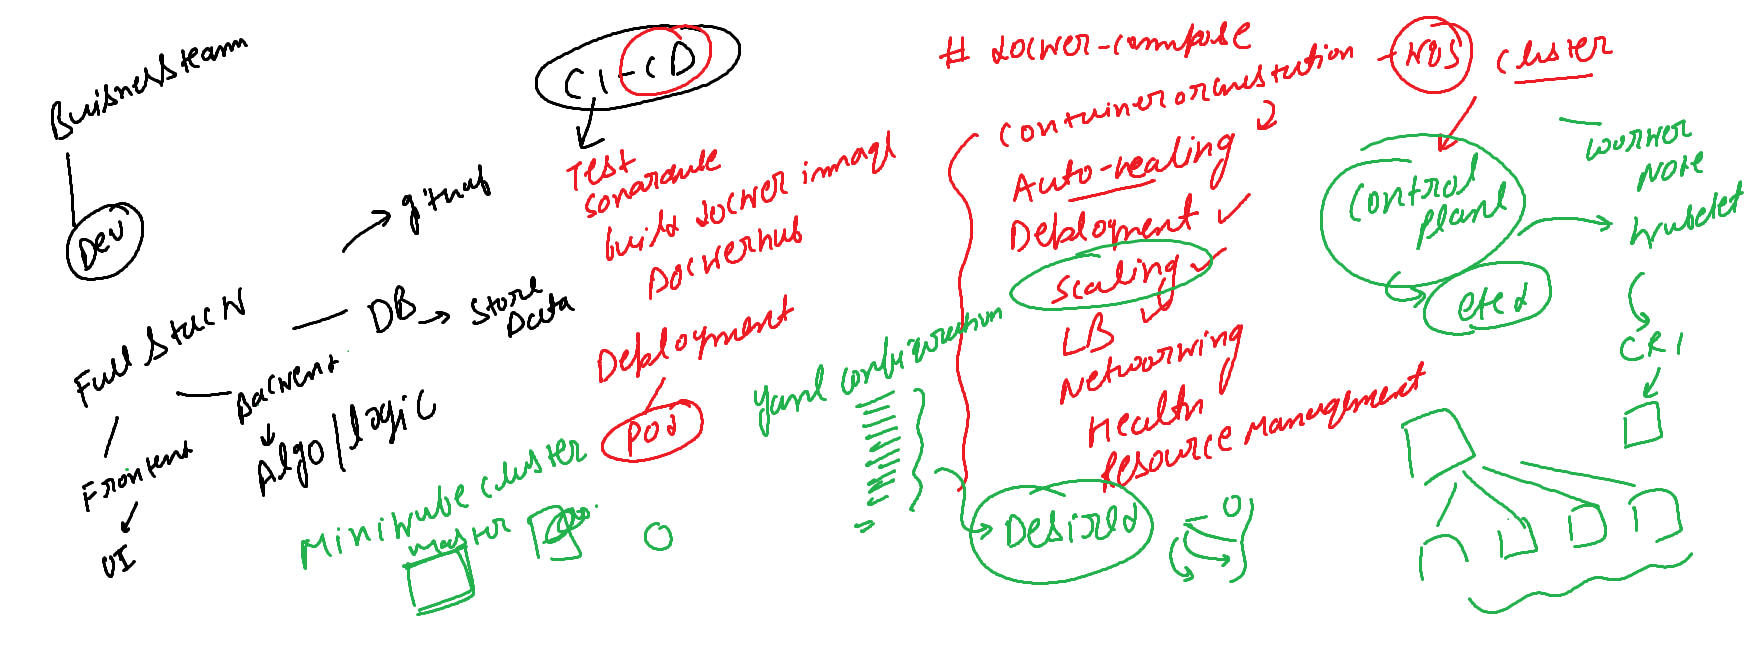 Buisness team
Dev
Full Stack
Frontend
UI
Backend
Algo/logic
DB → Store Data
github
CI-CD
Test
sonarqube
build docker image
Dockerhub
Deployment
Pod
Minikube cluster
master
yaml configuration
# docker-compose
Container orchestration - K8S cluster
Auto-healing
Deployment
Scaling
LB
Networking
Health
Resource Management
Desired
Control
plane
etcd
worker
Node
kubelet
CRI